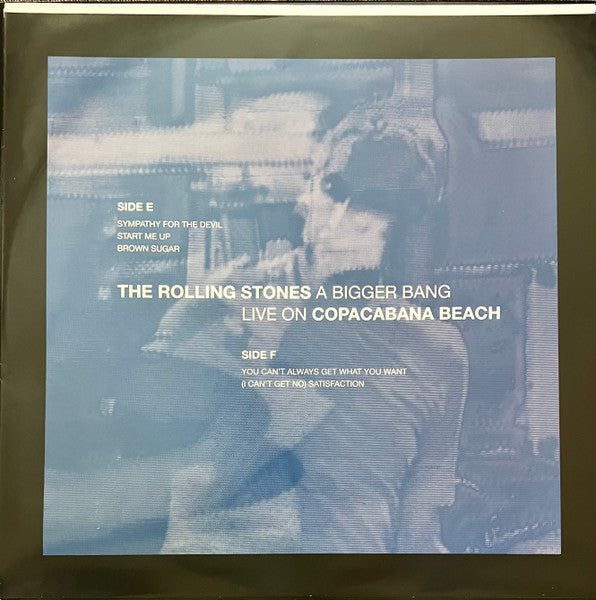 SIDE E
SYMPATHY FOR THE DEVIL
START ME UP
BROWN SUGAR
THE ROLLING STONES A BIGGER BANG
LIVE ON COPACABANA BEACH
SIDE F
YOU CAN'T ALWAYS GET WHAT YOU WANT
(I CAN'T GET NO) SATISFACTION